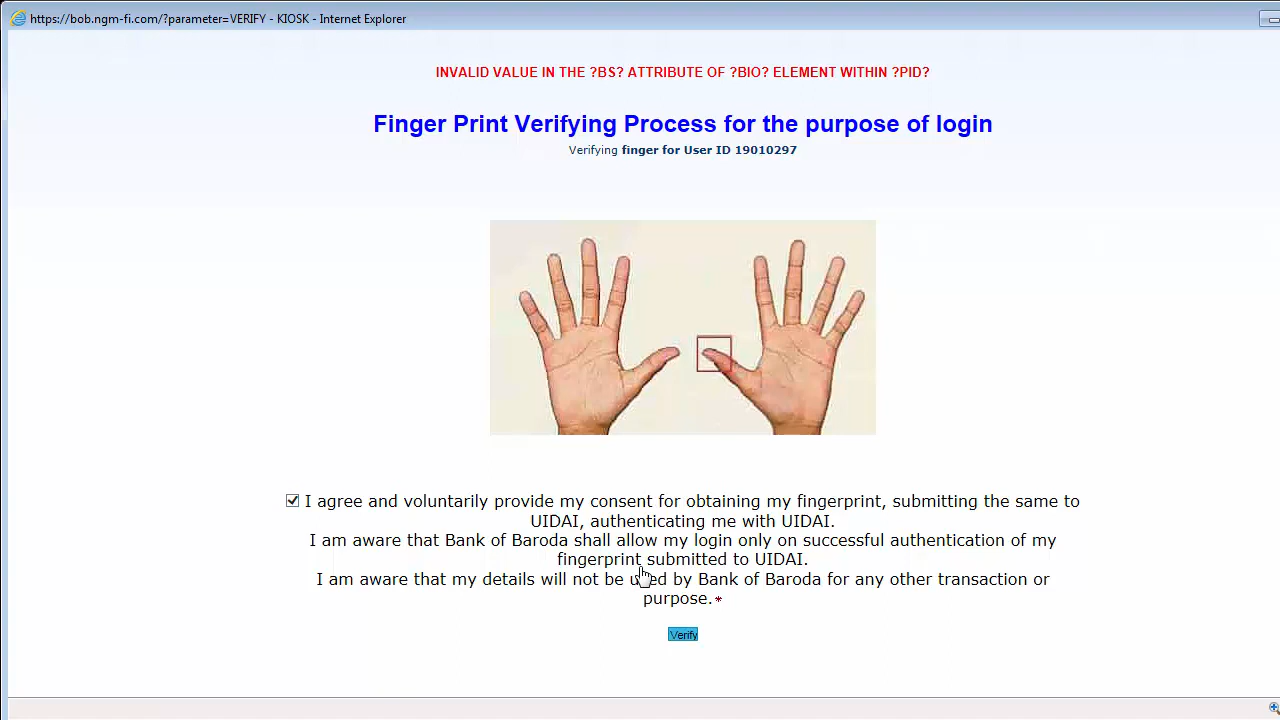 https://bob.ngm-fi.com/?parameter=VERIFY - KIOSK - Internet Explorer
INVALID VALUE IN THE ?BS? ATTRIBUTE OF ?BIO? ELEMENT WITHIN ?PID?
Finger Print Verifying Process for the purpose of login
Verifying finger for User ID 19010297
I agree and voluntarily provide my consent for obtaining my fingerprint, submitting the same to
UIDAI, authenticating me with UIDAI.
I am aware that Bank of Baroda shall allow my login only on successful authentication of my
fingerprint submitted to UIDAI.
I am aware that my details will not be used by Bank of Baroda for any other transaction or
purpose.*
Verify